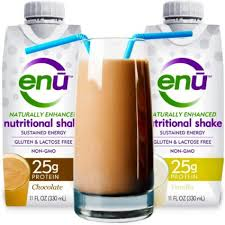 enū
NATURALLY ENHANCED
nutritional shake
SUSTAINED ENERGY
GLUTEN & LACTOSE FREE
NON-GMO
25g
PROTEIN
Chocolate
11 FL OZ (330 mL)
enū
NATURALLY ENHANCED
nutritional shake
SUSTAINED ENERGY
GLUTEN & LACTOSE FREE
NON-GMO
25g
PROTEIN
Vanilla
11 FL OZ (330 mL)